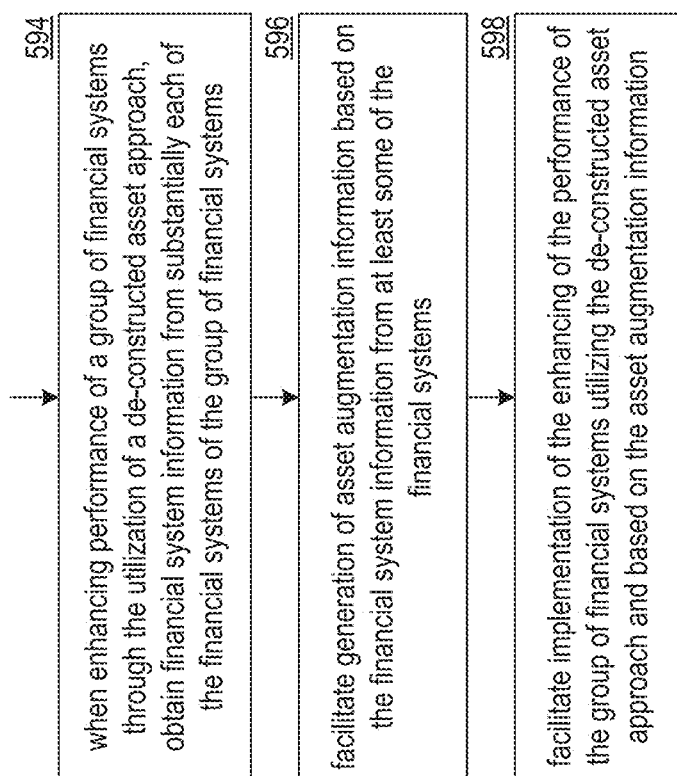 594
when enhancing performance of a group of financial systems
through the utilization of a de-constructed asset approach,
obtain financial system information from substantially each of
the financial systems of the group of financial systems
596
facilitate generation of asset augmentation information based on
the financial system information from at least some of the
financial systems
598
facilitate implementation of the enhancing of the performance of
the group of financial systems utilizing the de-constructed asset
approach and based on the asset augmentation information